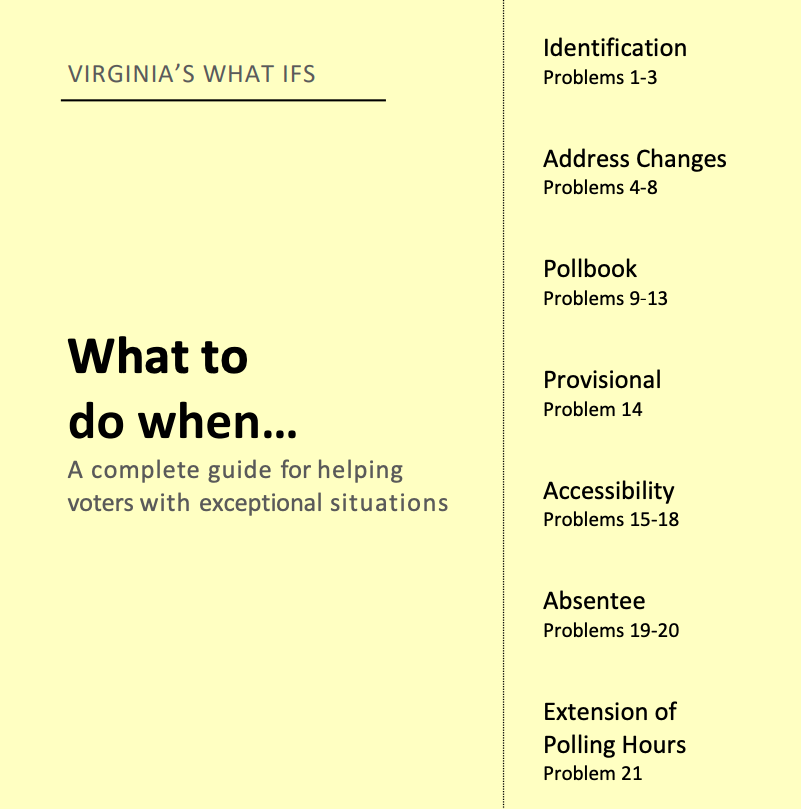 VIRGINIA’S WHAT IFS
What to
do when…
A complete guide for helping
voters with exceptional situations
Identification
Problems 1-3
Address Changes
Problems 4-8
Pollbook
Problems 9-13
Provisional
Problem 14
Accessibility
Problems 15-18
Absentee
Problems 19-20
Extension of
Polling Hours
Problem 21